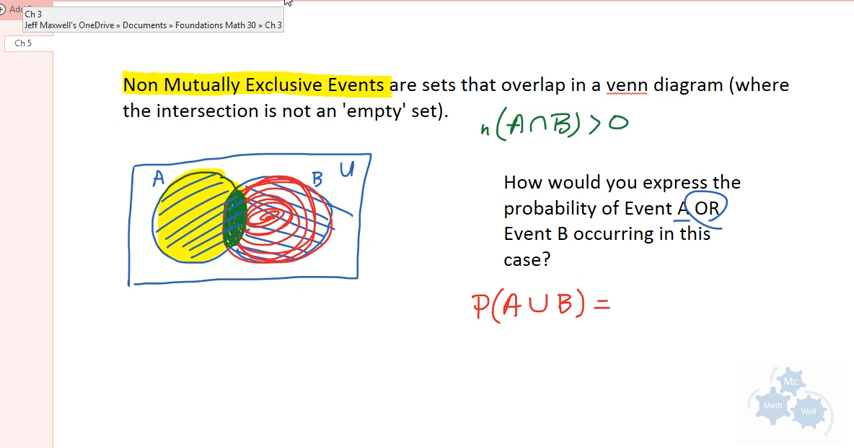 Ch 3
Jeff Maxwell's OneDrive » Documents » Foundations Math 30 » Ch 3
Ch 5
Non Mutually Exclusive Events are sets that overlap in a venn diagram (where
the intersection is not an 'empty' set).
n(A∩B) > 0
A
B
U
How would you express the
probability of Event A OR
Event B occurring in this
case?
P(A ∪ B) =
Mr.
Math
Well